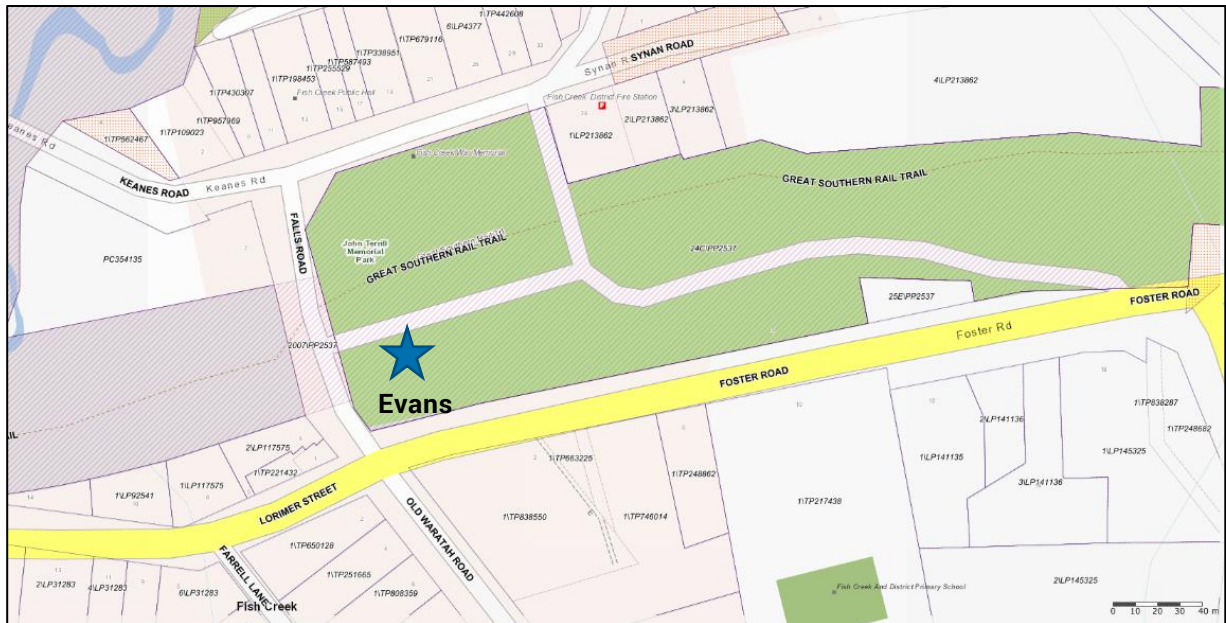 1\TP442608
6\LP4377
1\TP679116
1\TP338951
1\TP587493
1\TP255529
1\TP198453
1\TP430307
1\TP957969
1\TP109023
1\TP562467
Fish Creek Public Hall
SYNAN ROAD
Fish Creek District Fire Station
F
1\LP213862
2\LP213862
3\LP213862
4\LP213862
Keanes Rd
KEANES ROAD
Keanes Rd
Fish Creek War Memorial
GREAT SOUTHERN RAIL TRAIL
FALLS ROAD
John Terrill
Memorial
Park
GREAT SOUTHERN RAIL TRAIL
PC354135
24C\PP2537
25E\PP2537
2007\PP2537
FOSTER ROAD
Foster Rd
FOSTER ROAD
Evans
2\LP117575
1\TP221432
1\LP117575
1\LP92541
LORIMER STREET
OLD WARATAH ROAD
FARRELL LANE
Fish Creek
1\TP663225
1\TP838550
1\TP746014
E
1\TP248862
1\TP217438
1\LP141135
2\LP141136
3\LP141136
1\TP838287
1\TP248682
1\LP145325
2\LP145325
1\TP650128
1\TP251665
1\TP808359
2\LP31283
4\LP31283
6\LP31283
Fish Creek And District Primary School
0 10 20 30 40 m